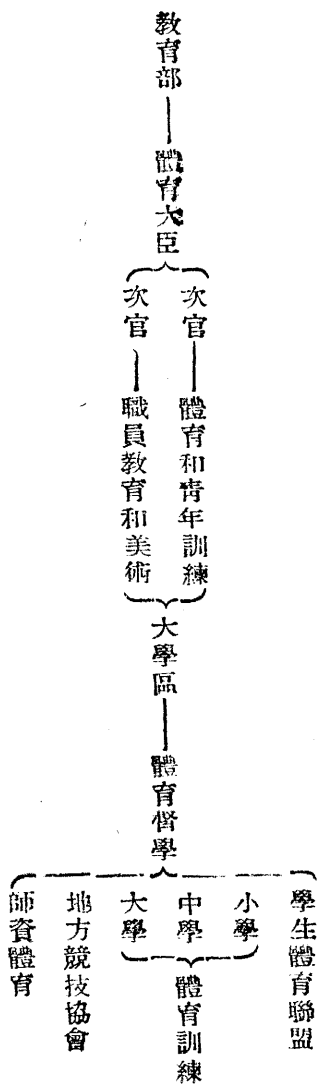 教育部
體育大臣
次官
體育和靑年訓練
次官
職員教育和美術
大學區
體育督學
學生體育聯盟
小學
中學
大學
體育訓練
地方競技協會
師資體育